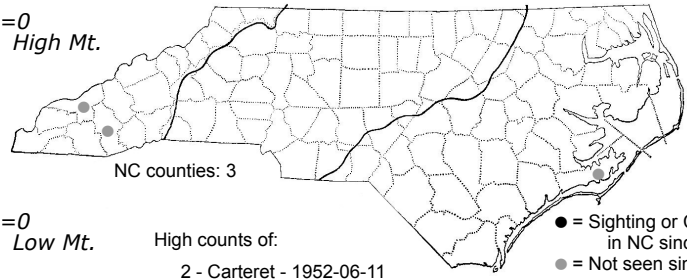 =0
High Mt.
NC counties: 3
=0
Low Mt.
High counts of:
2 - Carteret - 1952-06-11
= Sighting or
in NC sinc
= Not seen sin